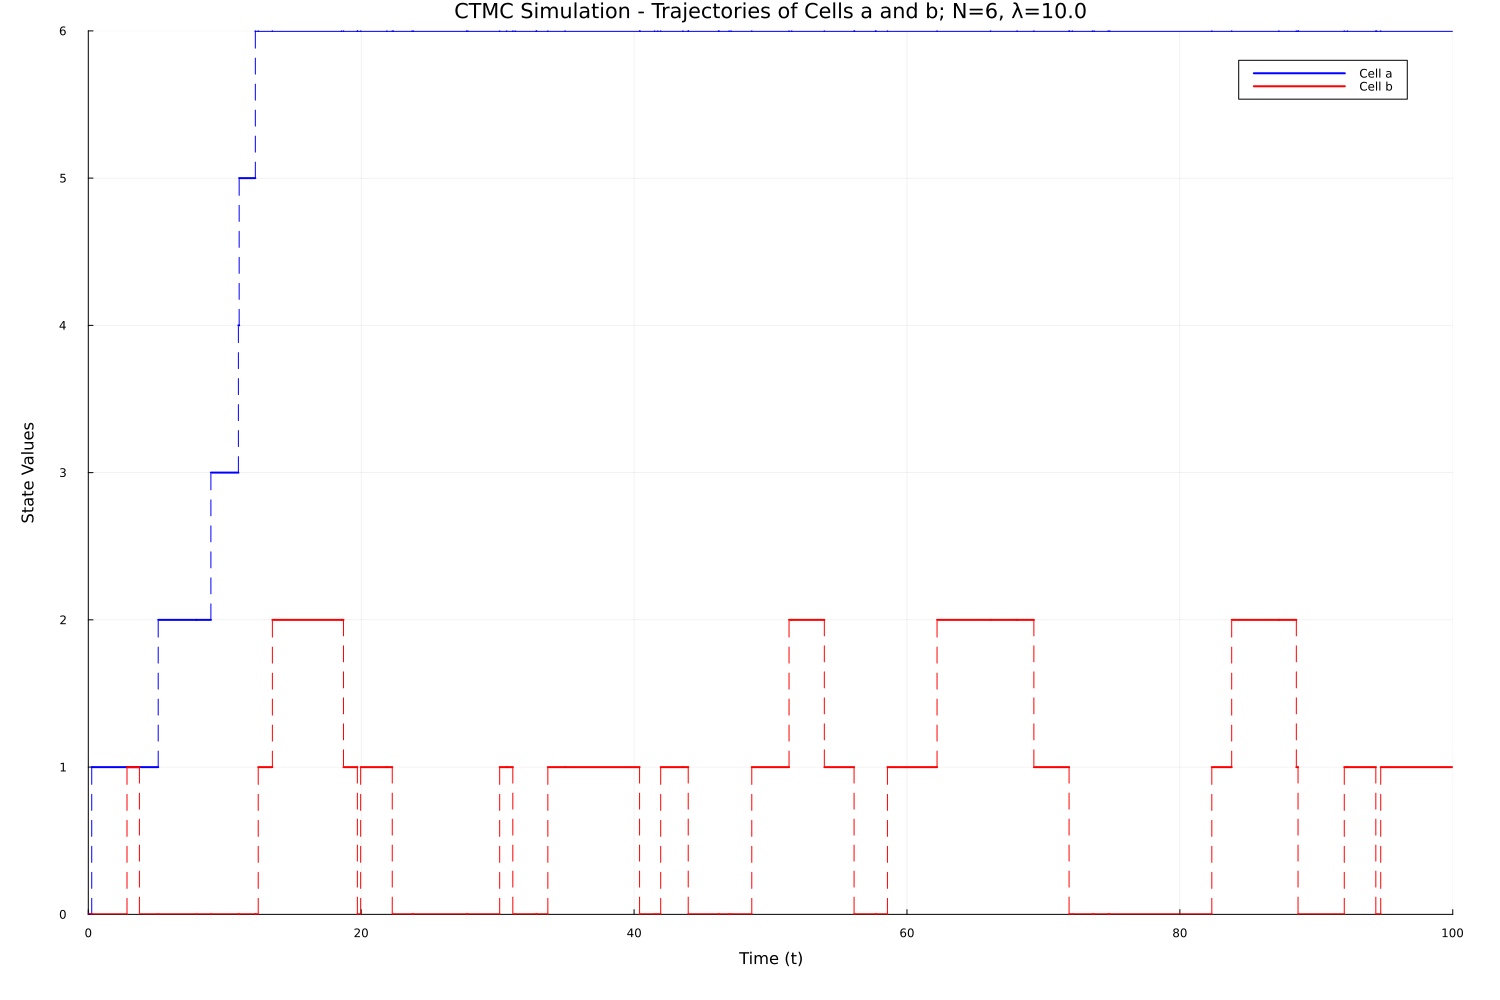 CTMC Simulation - Trajectories of Cells a and b; N=6, λ=10.0
6
Cell a
Cell b
5
4
State Values
3
2
1
0
0 20 40 60 80 100
Time (t)